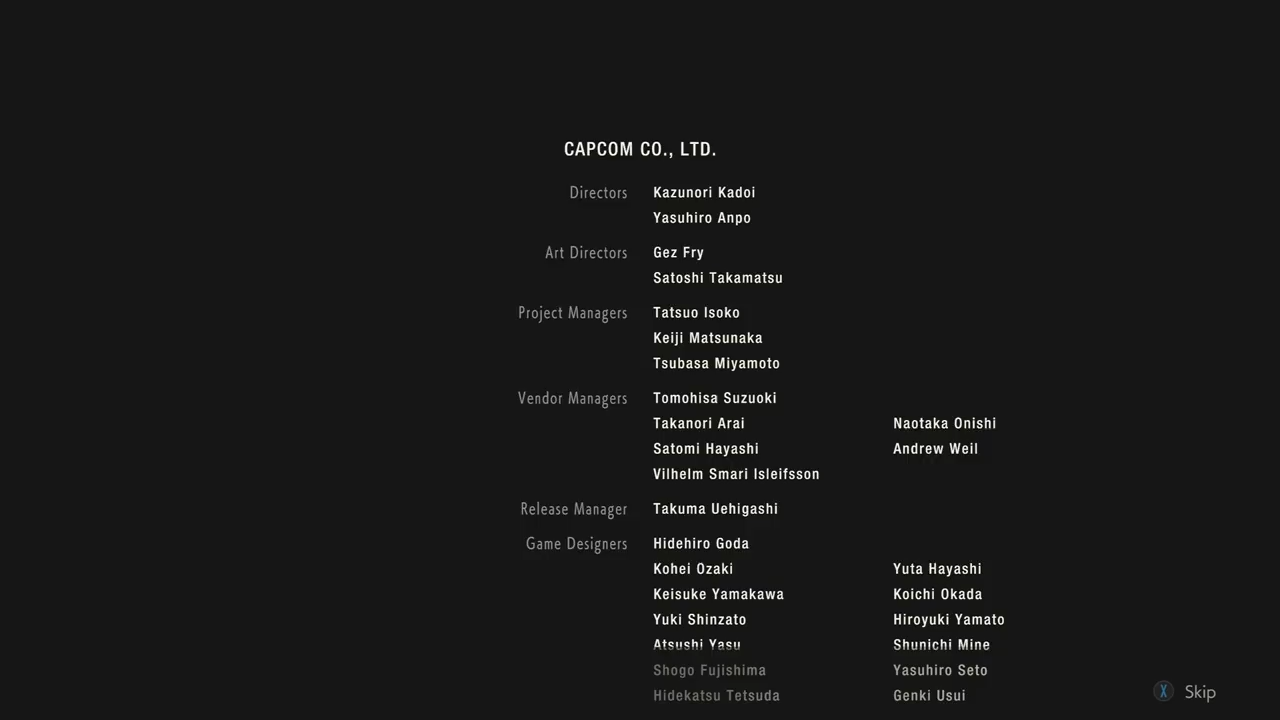 CAPCOM CO., LTD.
Directors Kazunori Kadoi
Yasuhiro Anpo
Art Directors Gez Fry
Satoshi Takamatsu
Project Managers Tatsuo Isoko
Keiji Matsunaka
Tsubasa Miyamoto
Vendor Managers Tomohisa Suzuoki
Takanori Arai Naotaka Onishi
Satomi Hayashi Andrew Weil
Vilhelm Smari Isleifsson
Release Manager Takuma Uehigashi
Game Designers Hidehiro Goda
Kohei Ozaki Yuta Hayashi
Keisuke Yamakawa Koichi Okada
Yuki Shinzato Hiroyuki Yamato
Atsushi Yasu Shunichi Mine
Shogo Fujishima Yasuhiro Seto
Hidekatsu Tetsuda Genki Usui
X Skip